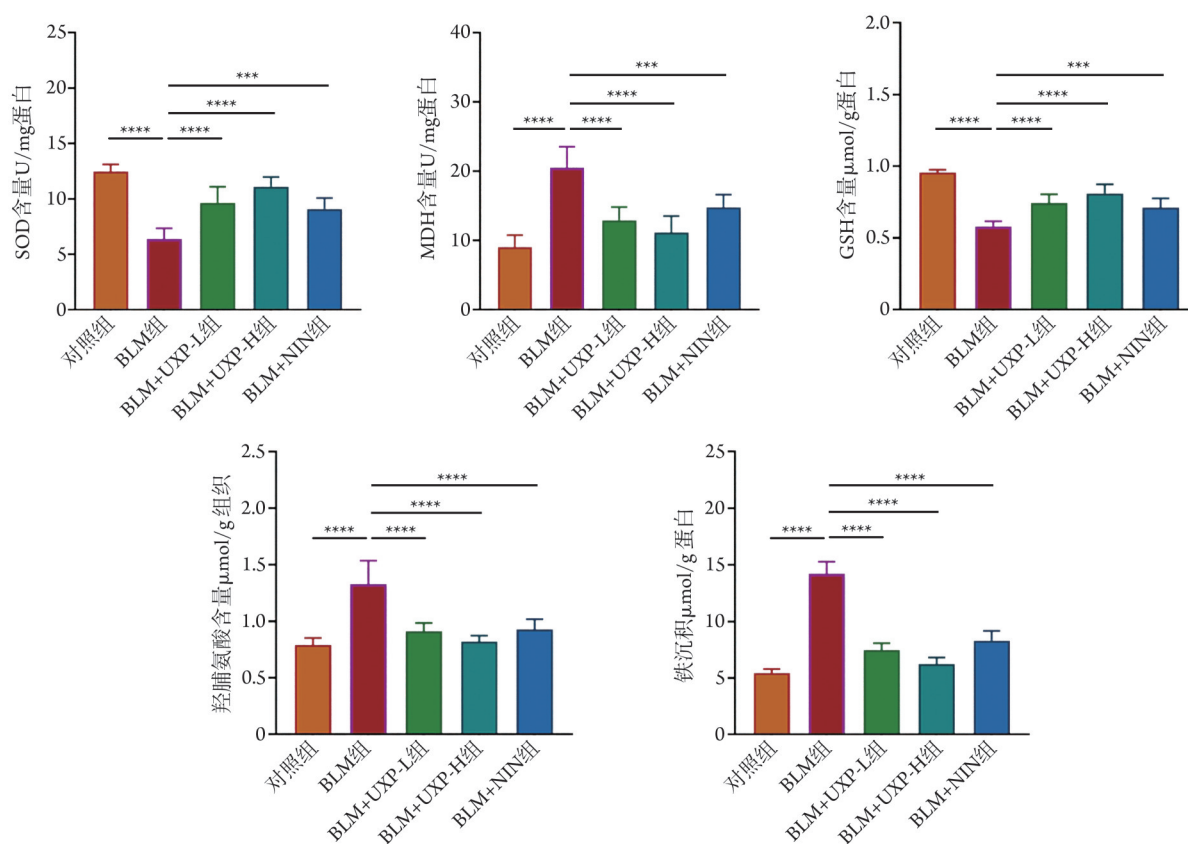 SOD含量U/mg蛋白
25
20
15
10
5
0
****
****
****
***
对照组
BLM组
BLM+UXP-L组
BLM+UXP-H组
BLM+NIN组
MDH含量U/mg蛋白
40
30
20
10
0
****
****
****
***
对照组
BLM组
BLM+UXP-L组
BLM+UXP-H组
BLM+NIN组
GSH含量μmol/g蛋白
2.0
1.5
1.0
0.5
0
****
****
****
***
对照组
BLM组
BLM+UXP-L组
BLM+UXP-H组
BLM+NIN组
羟脯氨酸含量μmol/g 组织
2.5
2.0
1.5
1.0
0.5
0
****
****
****
****
对照组
BLM组
BLM+UXP-L组
BLM+UXP-H组
BLM+NIN组
铁沉积μmol/g 蛋白
25
20
15
10
5
0
****
****
****
****
对照组
BLM组
BLM+UXP-L组
BLM+UXP-H组
BLM+NIN组